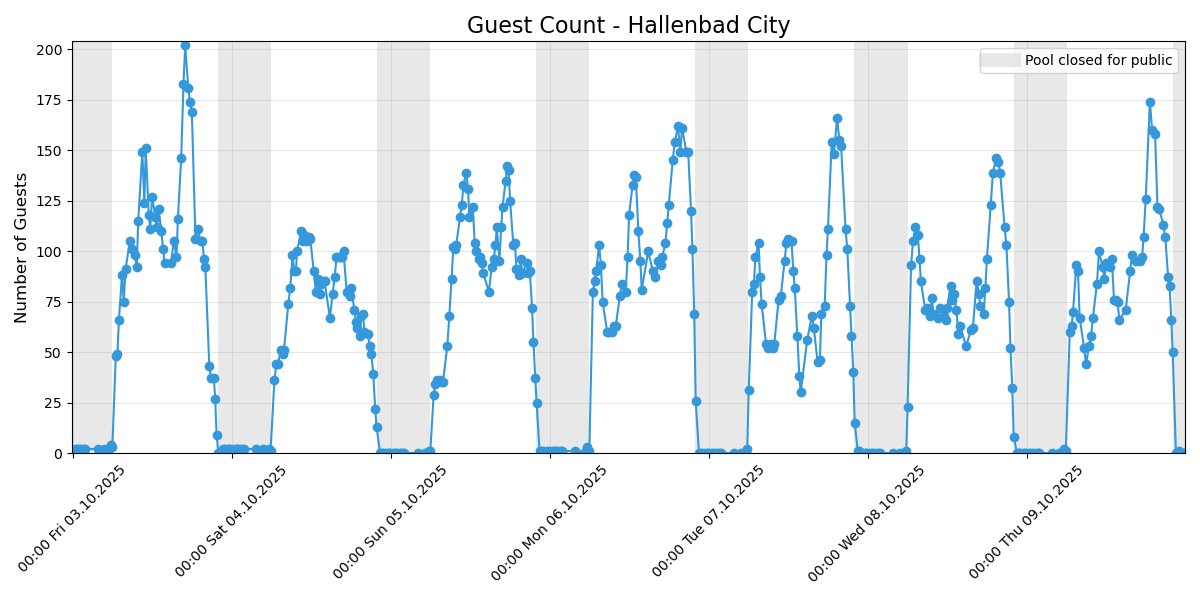 Guest Count - Hallenbad City
Pool closed for public
Number of Guests
200
175
150
125
100
75
50
25
0
00:00 Fri 03.10.2025
00:00 Sat 04.10.2025
00:00 Sun 05.10.2025
00:00 Mon 06.10.2025
00:00 Tue 07.10.2025
00:00 Wed 08.10.2025
00:00 Thu 09.10.2025